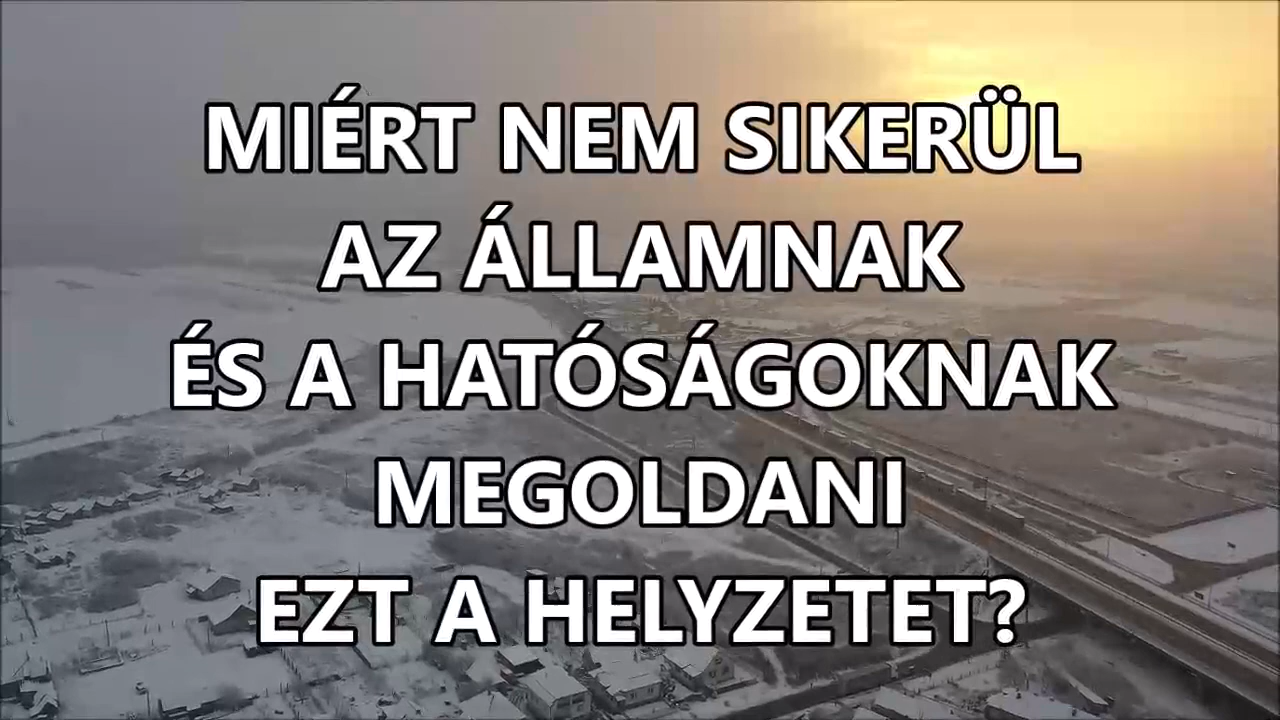 MIÉRT NEM SIKERÜL
AZ ÁLLAMNAK
ÉS A HATÓSÁGOKNAK
MEGOLDANI
EZT A HELYZETET?